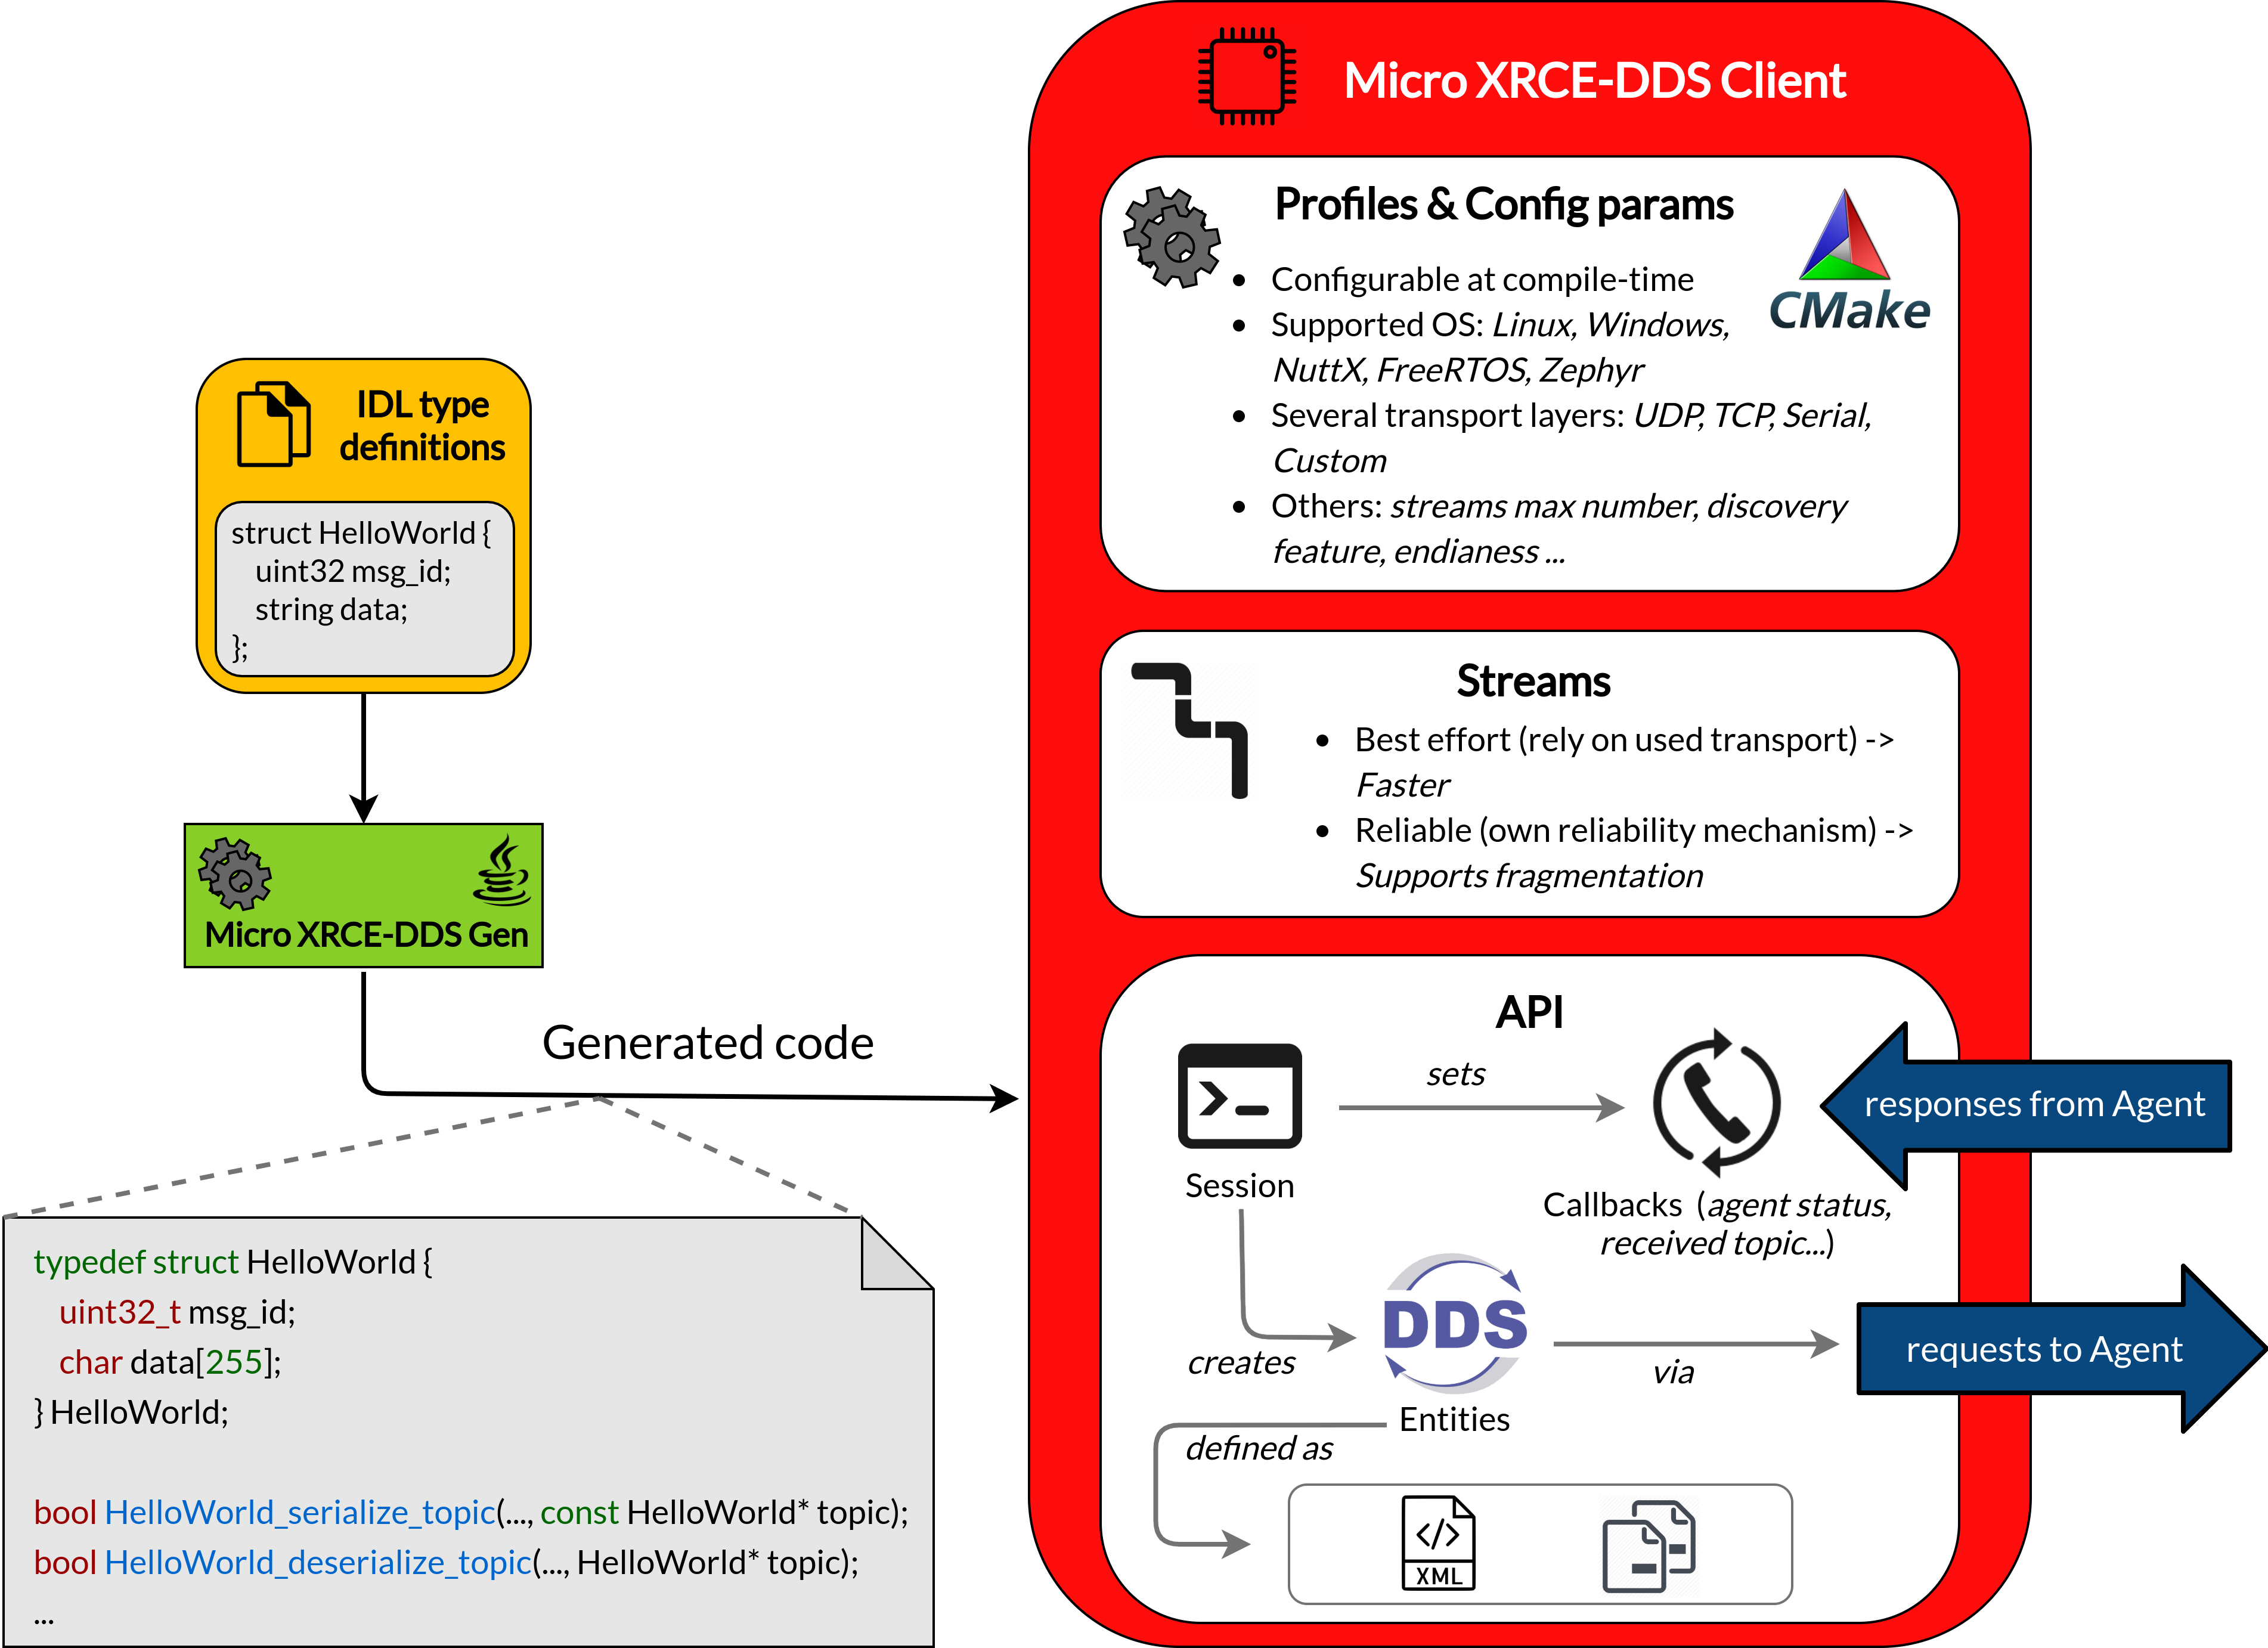 Micro XRCE-DDS Client
Profiles & Config params
CMake
• Configurable at compile-time
• Supported OS: Linux, Windows,
NuttX, FreeRTOS, Zephyr
• Several transport layers: UDP, TCP, Serial,
Custom
• Others: streams max number, discovery
feature, endianess ...
IDL type
definitions
struct HelloWorld {
uint32 msg_id;
string data;
};
Streams
• Best effort (rely on used transport) ->
Faster
• Reliable (own reliability mechanism) ->
Supports fragmentation
Micro XRCE-DDS Gen
Generated code
API
sets
responses from Agent
Session
Callbacks (agent status,
received topic...)
DDS
creates
via
requests to Agent
Entities
defined as
XML
typedef struct HelloWorld {
uint32_t msg_id;
char data[255];
} HelloWorld;
bool HelloWorld_serialize_topic(..., const HelloWorld* topic);
bool HelloWorld_deserialize_topic(..., HelloWorld* topic);
...